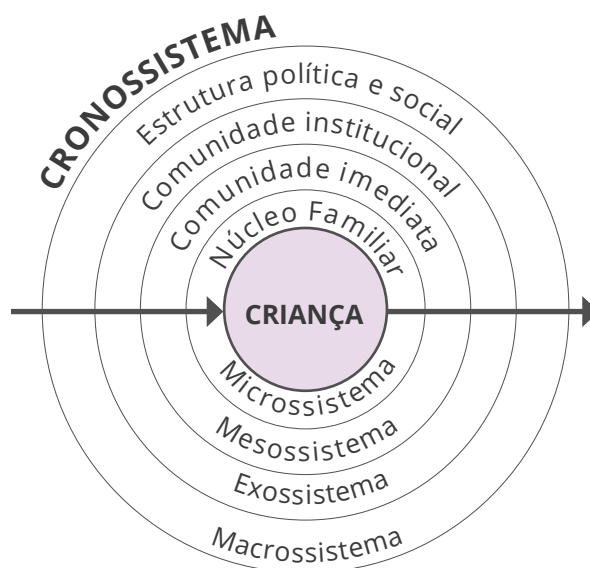 CRONOSSISTEMA
Estrutura política e social
Comunidade institucional
Comunidade imediata
Núcleo Familiar
CRIANÇA
Microssistema
Mesossistema
Exossistema
Macrossistema